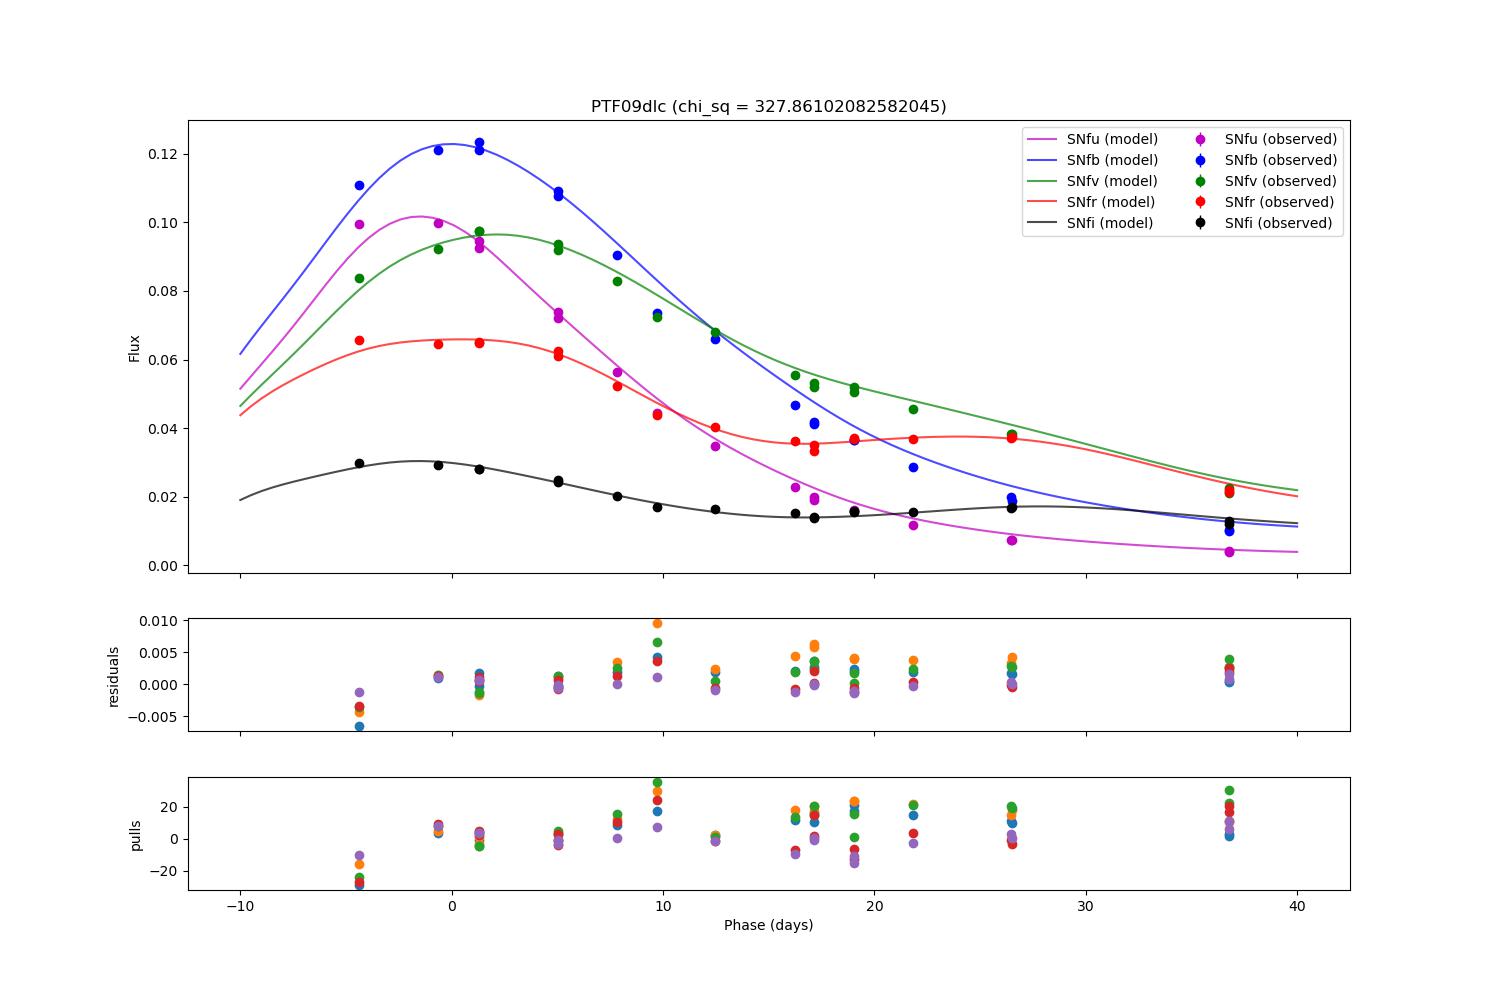 PTF09dlc (chi_sq = 327.86102082582045)
SNfu (model) SNfu (observed)
SNfb (model) SNfb (observed)
SNfv (model) SNfv (observed)
SNfr (model) SNfr (observed)
SNfi (model) SNfi (observed)
0.12
0.10
0.08
0.06
0.04
0.02
0.00
Flux
0.010
0.005
0.000
−0.005
residuals
20
0
−20
pulls
−10 0 10 20 30 40
Phase (days)